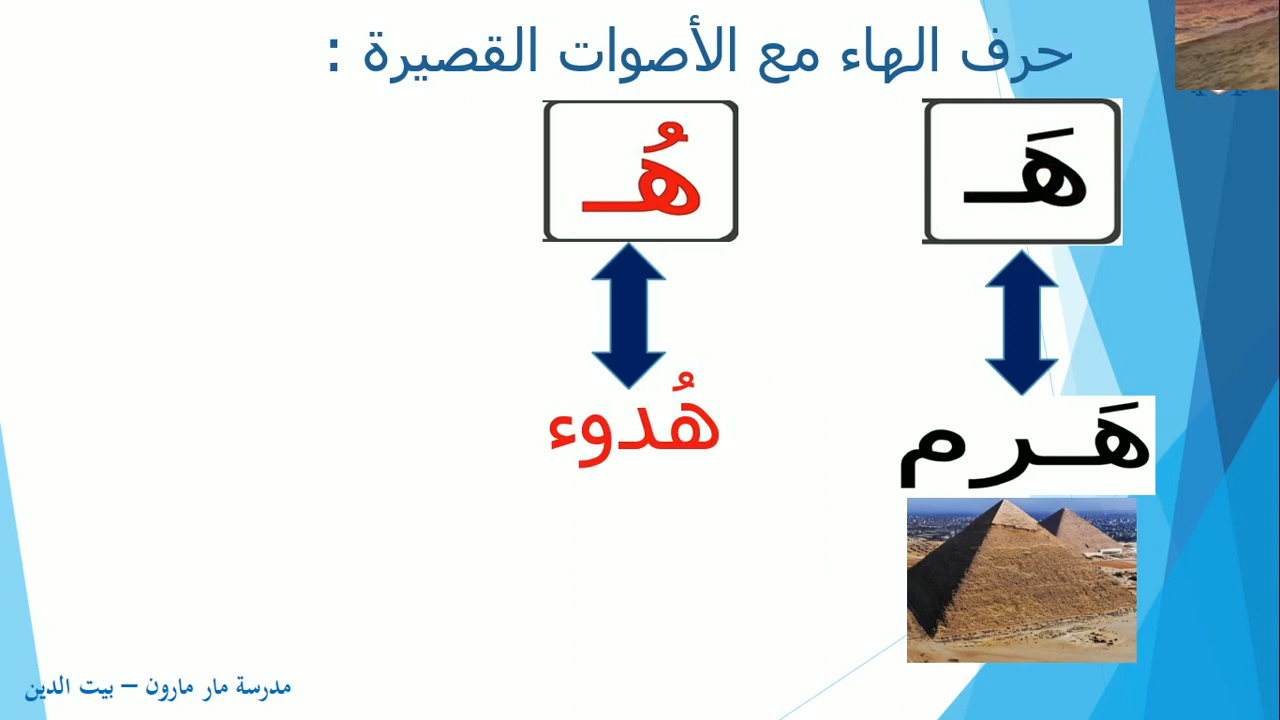 حرف الهاء مع الأصوات القصيرة :
هَـ
هُـ
هَـرم
هُدوء
مدرسة مار مارون – بيت الدين